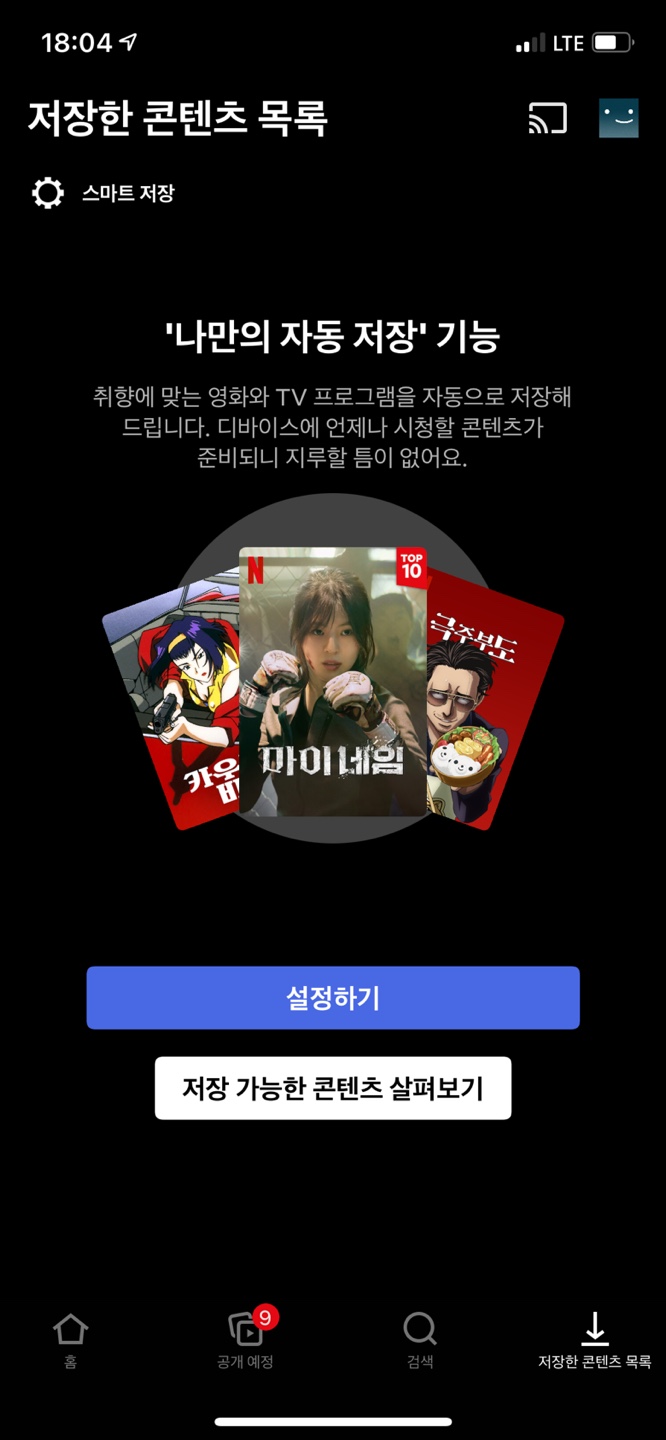 18:04
LTE
저장한 콘텐츠 목록
스마트 저장
'나만의 자동 저장' 기능
취향에 맞는 영화와 TV 프로그램을 자동으로 저장해
드립니다. 디바이스에 언제나 시청할 콘텐츠가
준비되니 지루할 틈이 없어요.
N
TOP
10
극주부도
마이네임
카우
비
설정하기
저장 가능한 콘텐츠 살펴보기
9
홈
공개 예정
검색
저장한 콘텐츠 목록